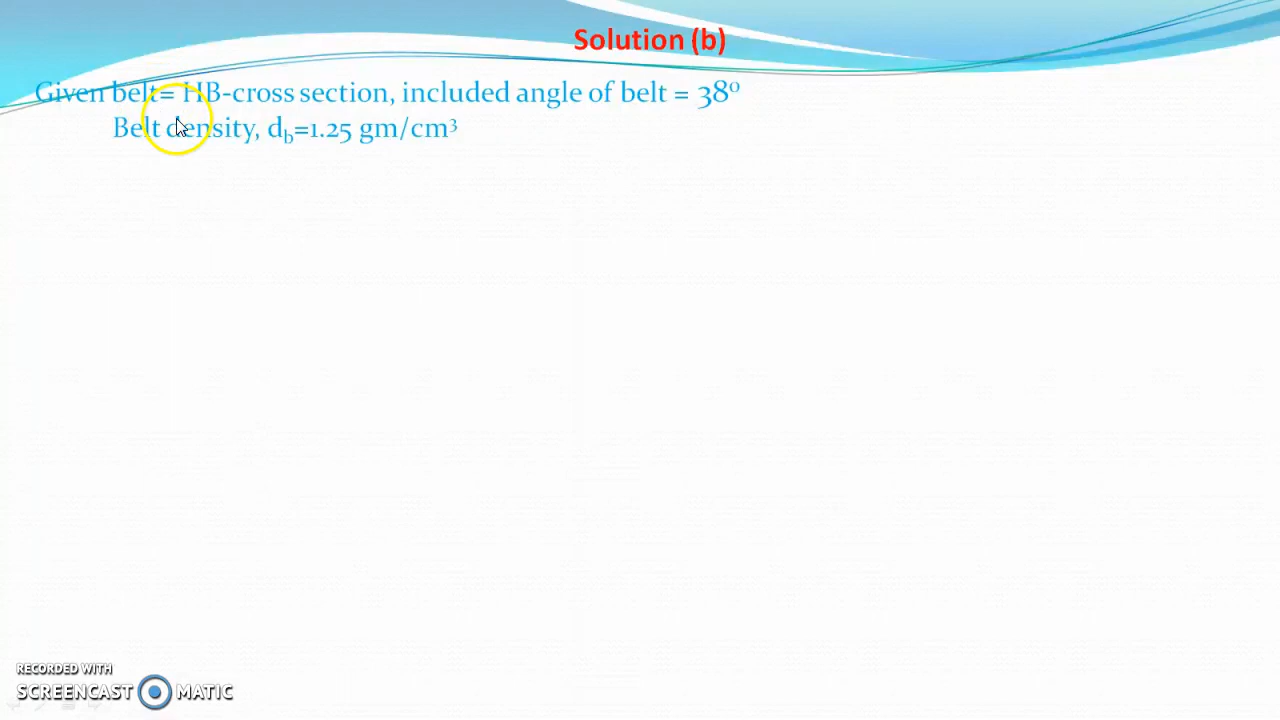 Solution (b)
Given belt= HB-cross section, included angle of belt = 38⁰
Belt density, d_b=1.25 gm/cm³
RECORDED WITH
SCREENCAST MATIC